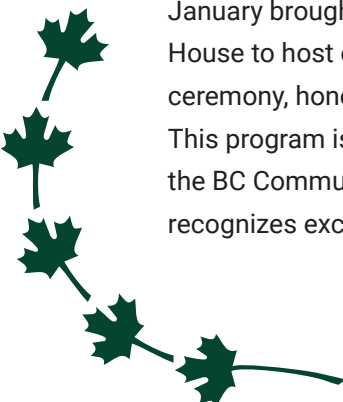 January brough
House to host
ceremony, hono
This program is
the BC Commu
recognizes exc